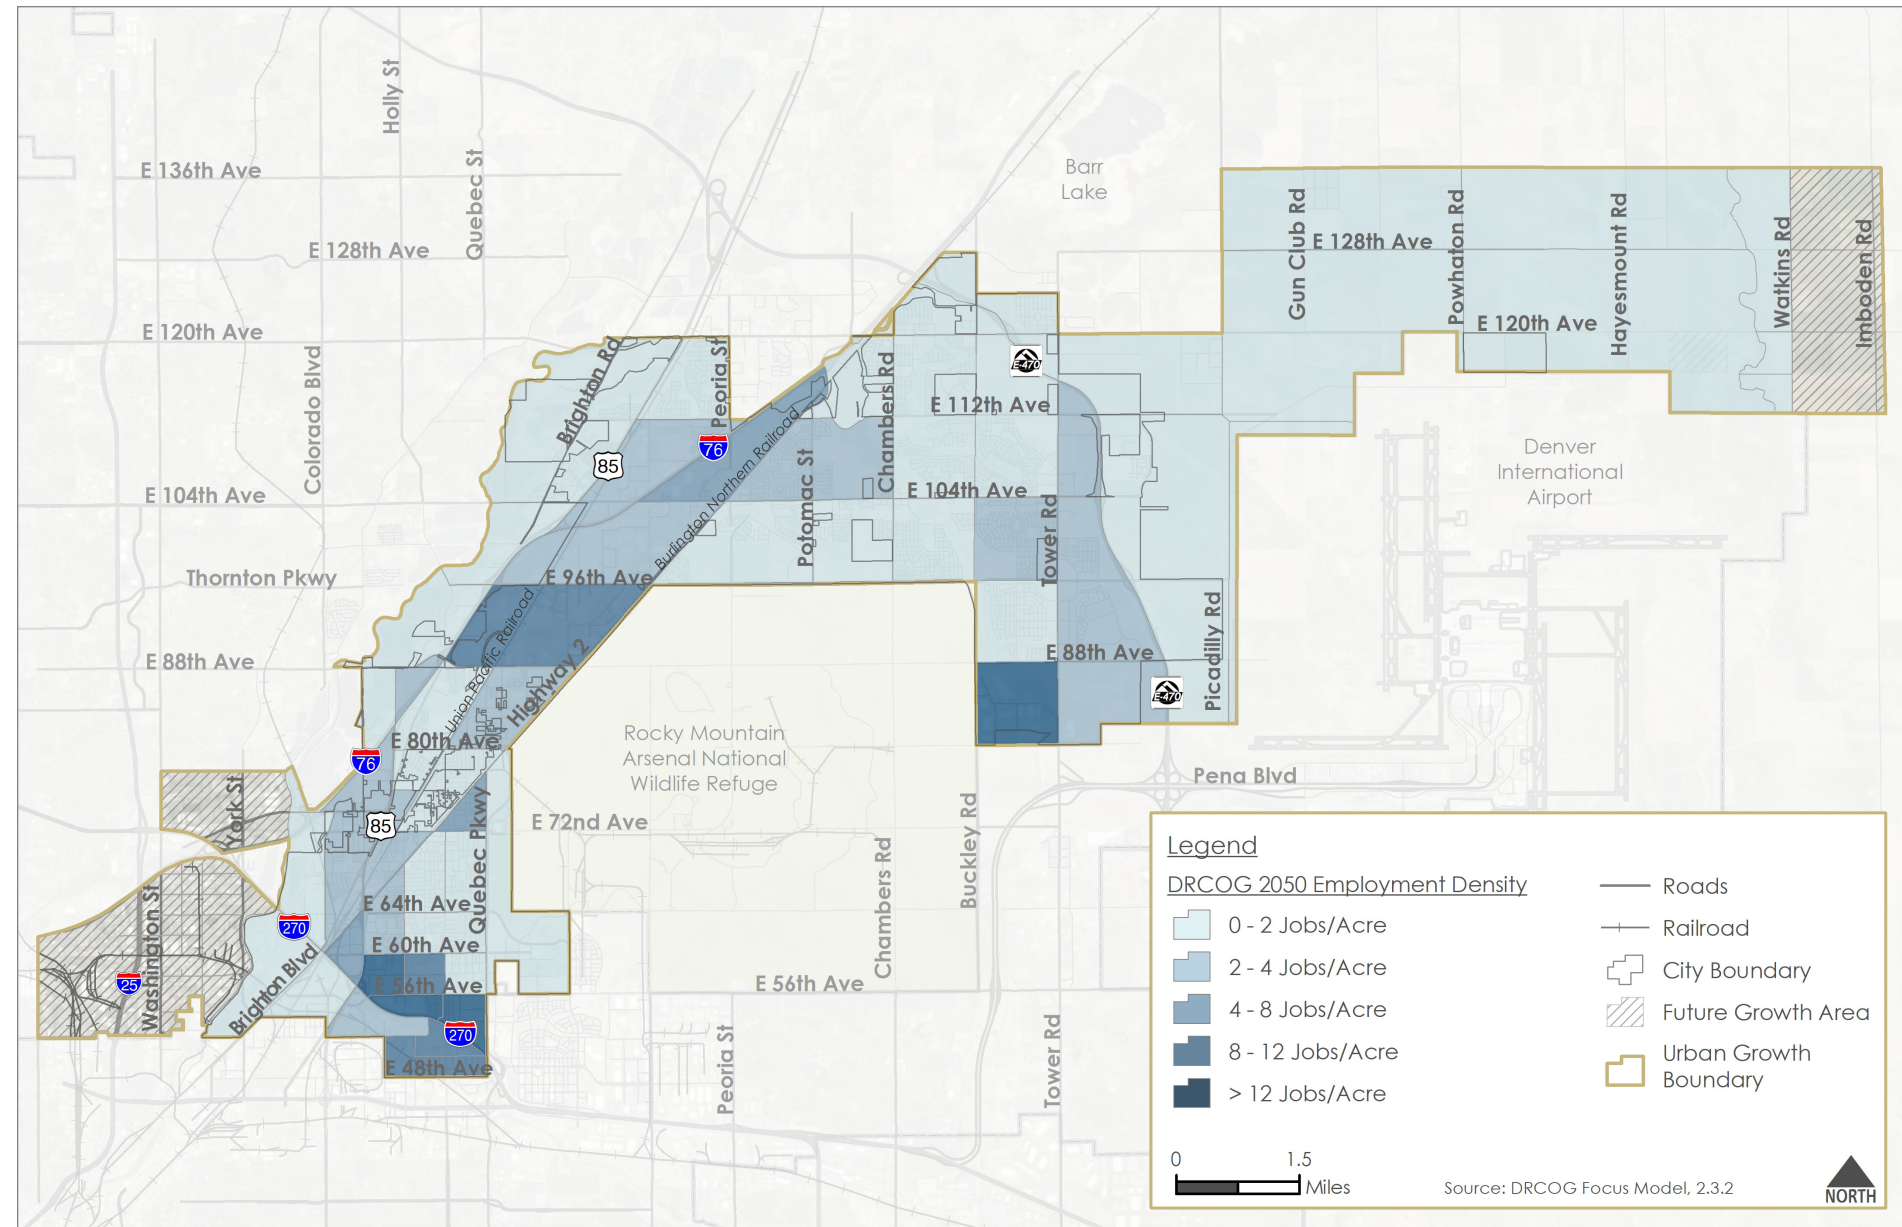 Holly St
Quebec St
E 136th Ave
E 128th Ave
E 120th Ave
Colorado Blvd
E 104th Ave
Thornton Pkwy
E 88th Ave
Barr
Lake
Gun Club Rd
E 128th Ave
Powhaton Rd
Hayesmount Rd
E 120th Ave
Watkins Rd
Imboden Rd
Brighton Rd
Peoria St
Chambers Rd
E-470
E 112th Ave
76
85
Burlington Northern Railroad
Potomac St
E 104th Ave
Tower Rd
Denver
International
Airport
E 96th Ave
Union Pacific Railroad
Highway 2
E 88th Ave
Picadilly Rd
E-470
E 80th Ave
76
85
Rocky Mountain
Arsenal National
Wildlife Refuge
Pena Blvd
York St
E 72nd Ave
Quebec Pkwy
Chambers Rd
Buckley Rd
Washington St
E 64th Ave
270
E 60th Ave
25
Brighton Blvd
E 56th Ave
E 56th Ave
270
E 48th Ave
Peoria St
Tower Rd
Legend
DRCOG 2050 Employment Density
0 - 2 Jobs/Acre
2 - 4 Jobs/Acre
4 - 8 Jobs/Acre
8 - 12 Jobs/Acre
> 12 Jobs/Acre
Roads
Railroad
City Boundary
Future Growth Area
Urban Growth
Boundary
0 1.5
Miles
Source: DRCOG Focus Model, 2.3.2
NORTH